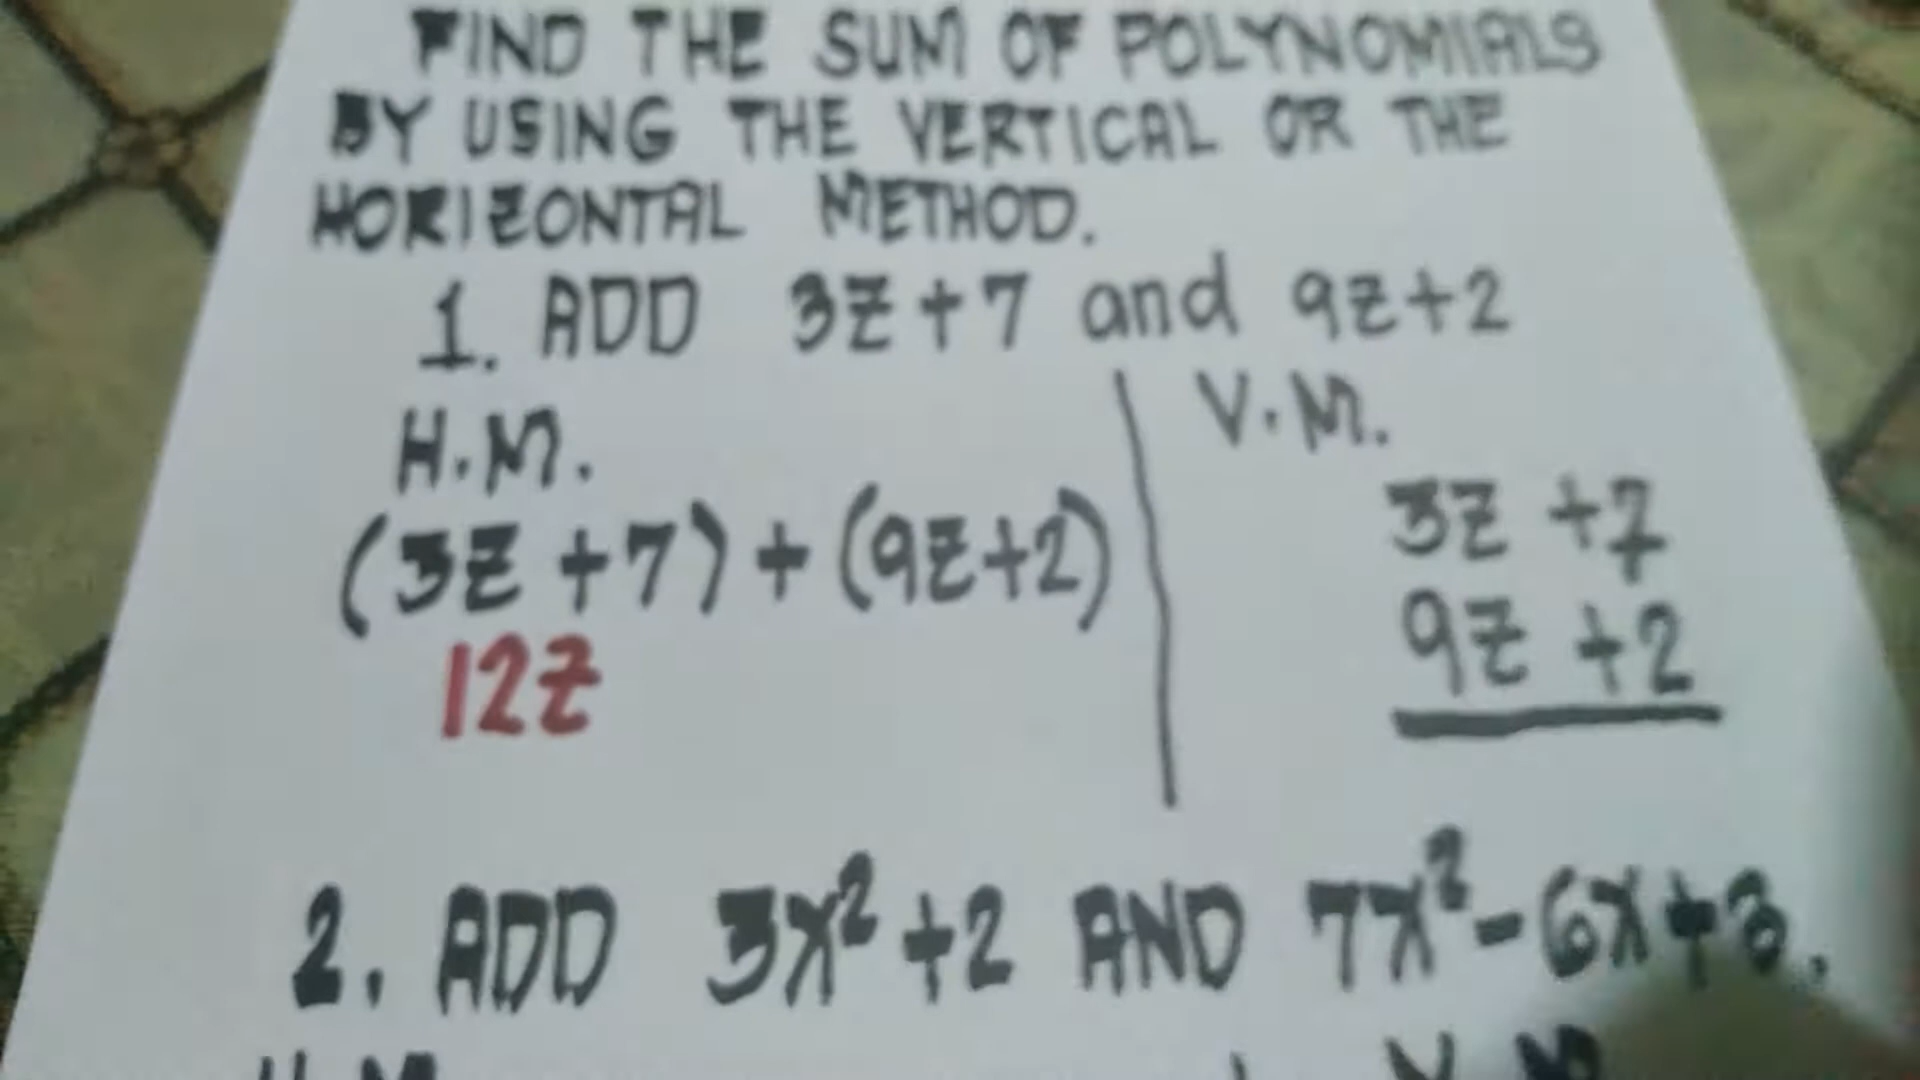 FIND THE SUM OF POLYNOMIALS
BY USING THE VERTICAL OR THE
HORIZONTAL METHOD.
1. ADD 3Z+7 and 9Z+2
H.M.
(3Z+7)+(9Z+2)
12Z
V.M.
3Z +7
9Z +2
2. ADD 3x²+2 AND 7x²-6x+